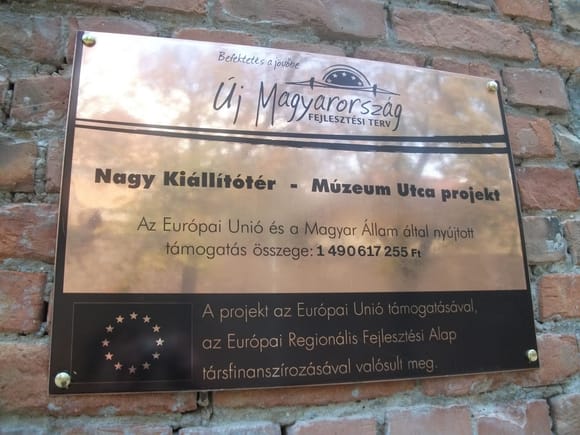 Befektetés a jövőbe
Új Magyarország
FEJLESZTÉSI TERV
Nagy Kiállítótér - Múzeum Utca projekt
Az Európai Unió és a Magyar Állam által nyújtott
támogatás összege: 1 490 617 255 Ft
A projekt az Európai Unió támogatásával,
az Európai Regionális Fejlesztési Alap
társfinanszírozásával valósult meg.